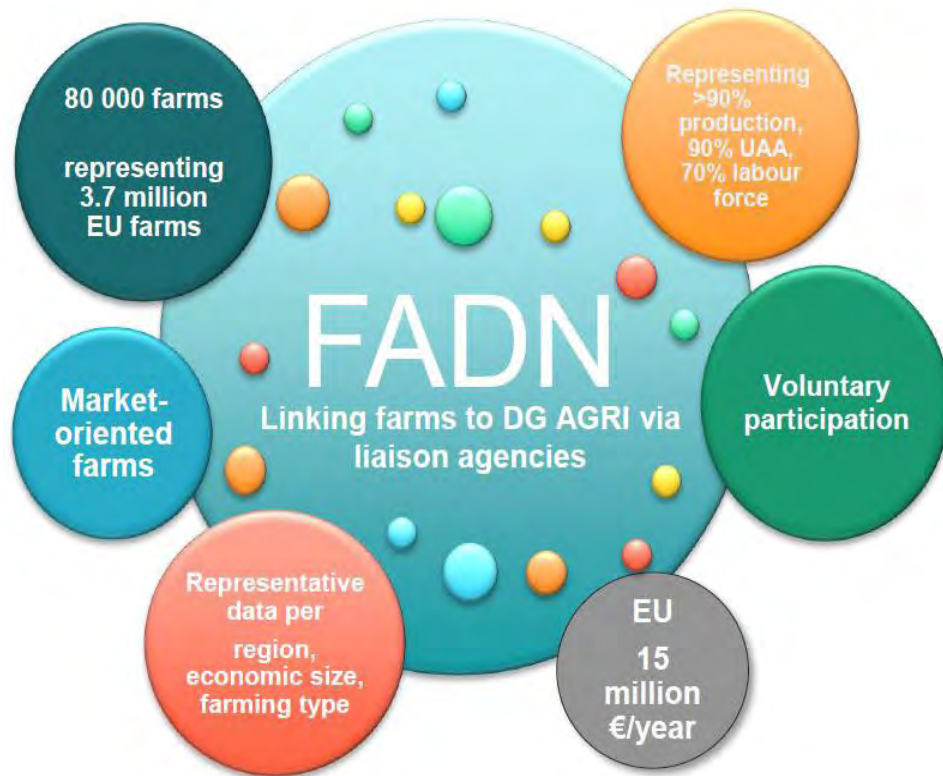 80 000 farms
representing
3.7 million
EU farms
Representing
>90%
production,
90% UAA,
70% labour
force
FADN
Linking farms to DG AGRI via
liaison agencies
Market-
oriented
farms
Voluntary
participation
Representative
data per
region,
economic size,
farming type
EU
15
million
€/year